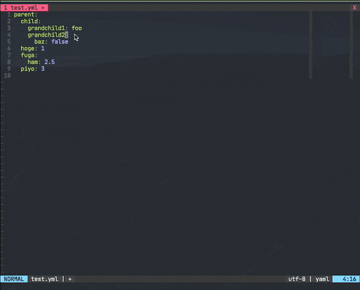 1 test.yml + X
1 parent:
2   child:
3     grandchild1: foo
4     grandchild2:
5       baz: false
6   hoge: 1
7   fuga:
8     ham: 2.5
9   piyo: 3
10
NORMAL test.yml | + utf-8 | yaml 4:16